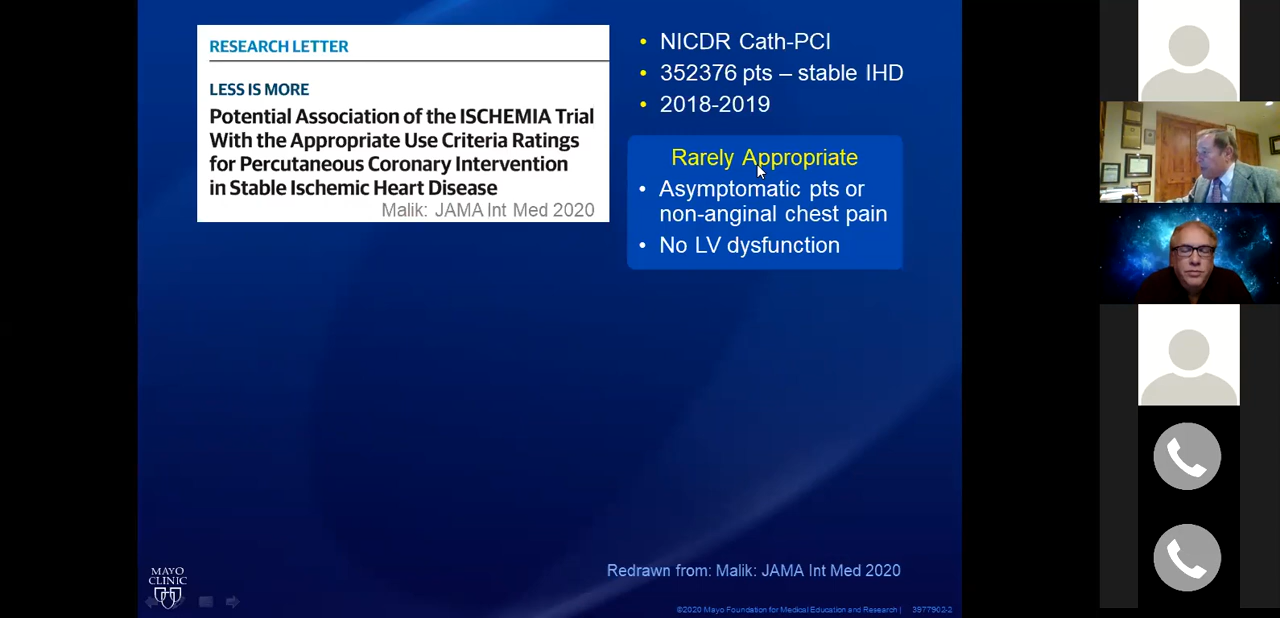 RESEARCH LETTER
LESS IS MORE
Potential Association of the ISCHEMIA Trial
With the Appropriate Use Criteria Ratings
for Percutaneous Coronary Intervention
in Stable Ischemic Heart Disease
Malik: JAMA Int Med 2020
• NICDR Cath-PCI
• 352376 pts – stable IHD
• 2018-2019
Rarely Appropriate
• Asymptomatic pts or
non-anginal chest pain
• No LV dysfunction
Redrawn from: Malik: JAMA Int Med 2020
MAYO
CLINIC
©2020 Mayo Foundation for Medical Education and Research | 3977902-2